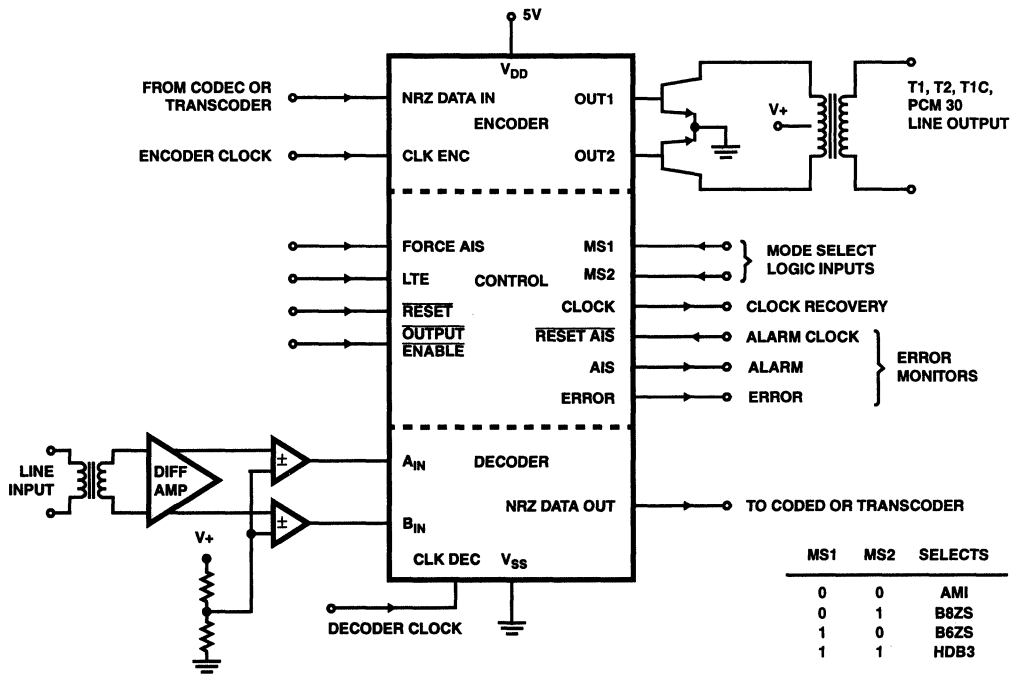 5V
VDD
FROM CODEC OR
TRANSCODER
NRZ DATA IN
OUT1
ENCODER
ENCODER CLOCK
CLK ENC
OUT2
V+
T1, T2, T1C,
PCM 30
LINE OUTPUT
FORCE AIS
LTE
CONTROL
RESET
OUTPUT
ENABLE
MS1
MS2
MODE SELECT
LOGIC INPUTS
CLOCK
CLOCK RECOVERY
RESET AIS
ALARM CLOCK
AIS
ALARM
ERROR
ERROR
ERROR
MONITORS
LINE
INPUT
DIFF
AMP
±
±
AIN
DECODER
BIN
NRZ DATA OUT
TO CODED OR TRANSCODER
V+
CLK DEC
VSS
DECODER CLOCK
MS1 MS2 SELECTS
0 0 AMI
0 1 B8ZS
1 0 B6ZS
1 1 HDB3